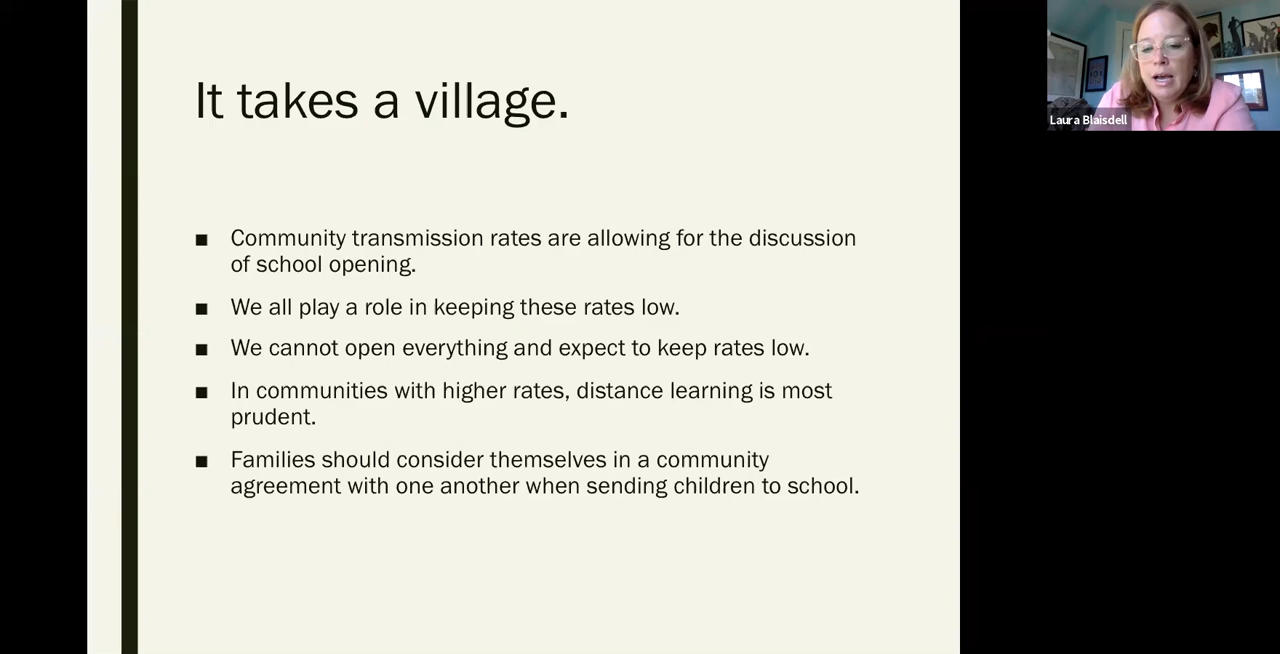 It takes a village.
Laura Blaisdell
■ Community transmission rates are allowing for the discussion
of school opening.
■ We all play a role in keeping these rates low.
■ We cannot open everything and expect to keep rates low.
■ In communities with higher rates, distance learning is most
prudent.
■ Families should consider themselves in a community
agreement with one another when sending children to school.